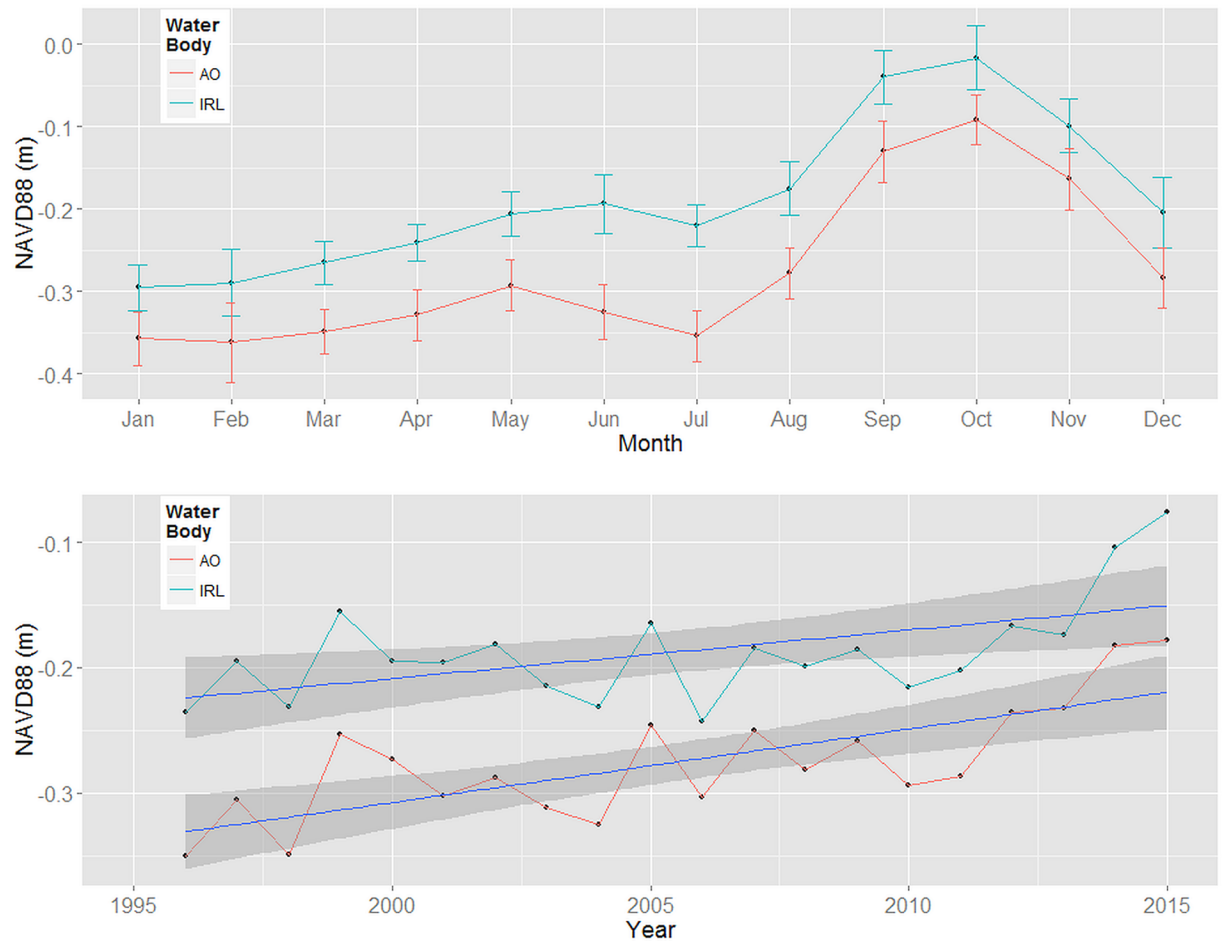 Water
Body
AO
IRL
NAVD88 (m)
0.0
-0.1
-0.2
-0.3
-0.4
Jan Feb Mar Apr May Jun Jul Aug Sep Oct Nov Dec
Month
Water
Body
AO
IRL
NAVD88 (m)
-0.1
-0.2
-0.3
1995 2000 2005 2010 2015
Year